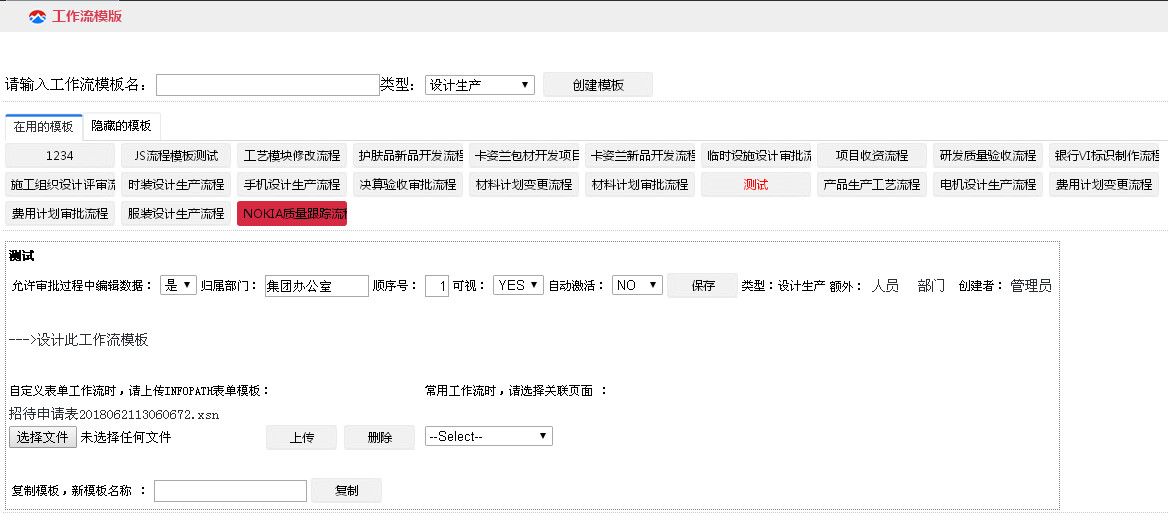 工作流模版
请输入工作流模板名： 类型： 设计生产 创建模板
在用的模板 隐藏的模板
1234 JS流程模板测试 工艺模块修改流程 护肤品新品开发流程 卡姿兰包材开发项目 卡姿兰新品开发流程 临时设施设计审批流 项目收资流程 研发质量验收流程 银行VI标识制作流程
施工组织设计评审流 时装设计生产流程 手机设计生产流程 决算验收审批流程 材料计划变更流程 材料计划审批流程 测试 产品生产工艺流程 电机设计生产流程 费用计划变更流程
费用计划审批流程 服装设计生产流程 NOKIA质量跟踪流程
测试
允许审批过程中编辑数据： 是 归属部门： 集团办公室 顺序号： 1 可视： YES 自动激活： NO 保存 类型：设计生产 额外： 人员 部门 创建者： 管理员
--->设计此工作流模板
自定义表单工作流时，请上传INFOPATH表单模板： 常用工作流时，请选择关联页面 ：
招待申请表2018062113060672.xsn
选择文件 未选择任何文件 上传 删除 --Select--
复制模板，新模板名称 ： 复制